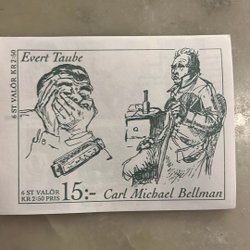 Evert Taube
6 ST VALÖR KR 2:50
6 ST VALÖR
KR 2:50 PRIS
15:-
Carl Michael Bellman